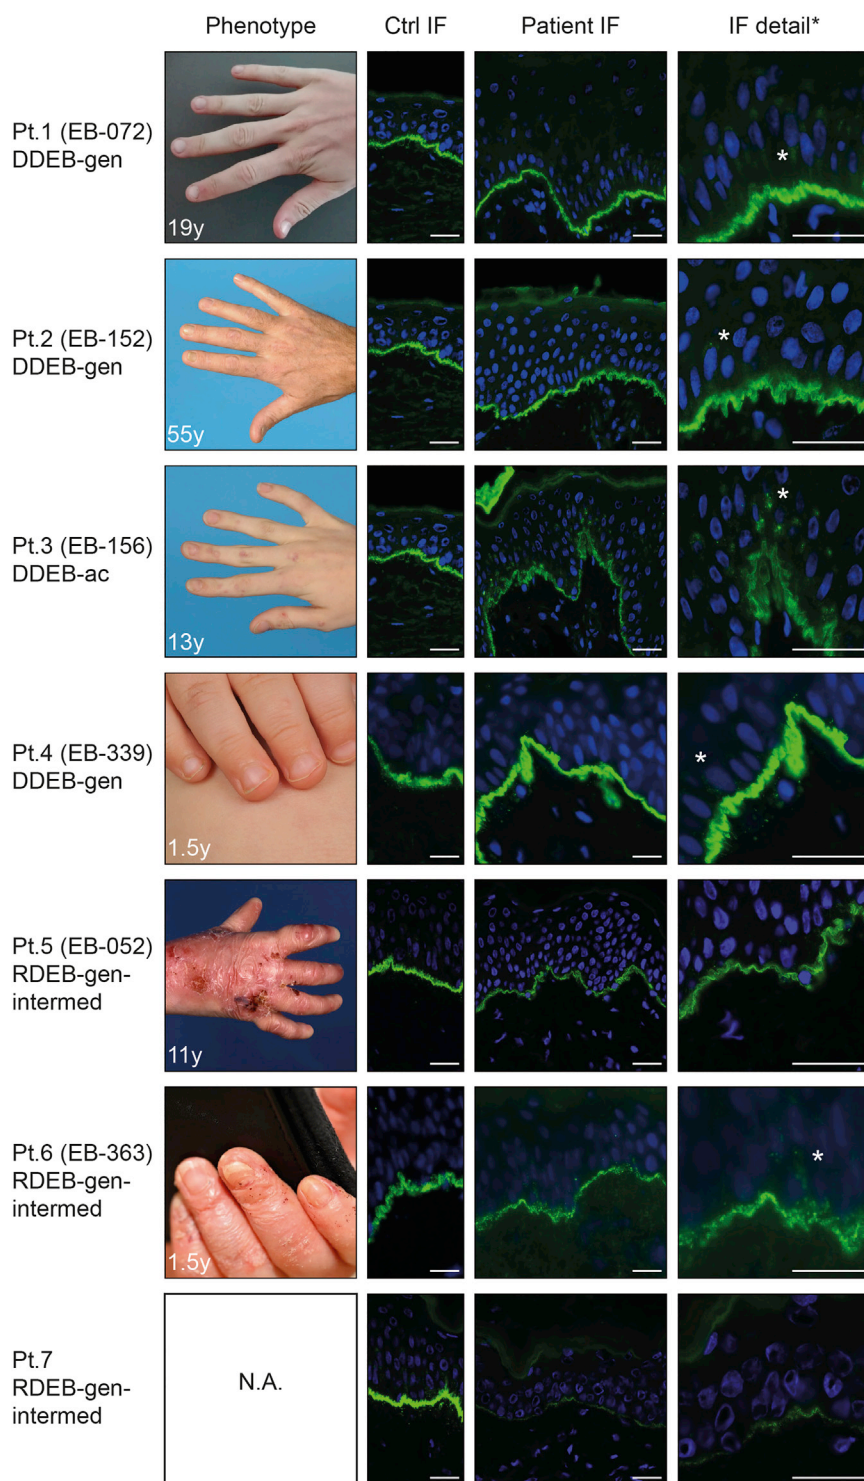 Phenotype Ctrl IF Patient IF IF detail*
Pt.1 (EB-072)
DDEB-gen
19y
*
Pt.2 (EB-152)
DDEB-gen
55y
*
Pt.3 (EB-156)
DDEB-ac
13y
*
Pt.4 (EB-339)
DDEB-gen
1.5y
*
Pt.5 (EB-052)
RDEB-gen-
intermed
11y
Pt.6 (EB-363)
RDEB-gen-
intermed
1.5y
*
Pt.7
RDEB-gen-
intermed
N.A.